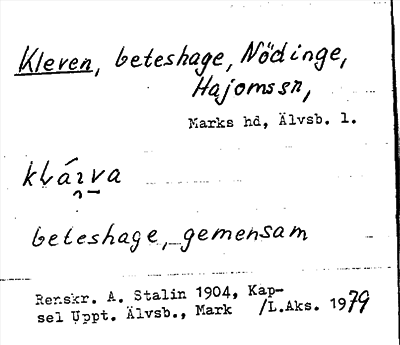 Kleven, beteshage, Nödinge,
Hajomssn,
Marks hd, Älvsb. l.
beteshage, gemensam
Renskr. A. Stalin 1904, Kap-
sel Uppt. Älvsb., Mark /L.Aks. 1979